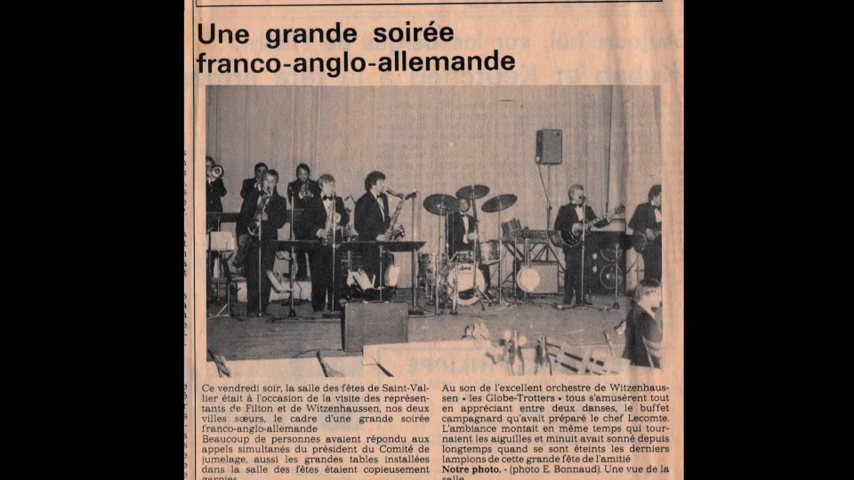 Une grande soirée
franco-anglo-allemande
Ce vendredi soir, la salle des fêtes de Saint-Val-
lier était à l'occasion de la visite des représen-
tants de Filton et de Witzenhaussen, nos deux
villes sœurs, le cadre d'une grande soirée
franco-anglo-allemande
Beaucoup de personnes avaient répondu aux
appels simultanés du président du Comité de
jumelage, aussi les grandes tables installées
dans la salle des fêtes étaient copieusement
garnies
Au son de l'excellent orchestre de Witzenhaus-
sen « les Globe-Trotters » tous s'amusèrent tout
en appréciant entre deux danses, le buffet
campagnard qu'avait préparé le chef Lecomte.
L'ambiance montait en même temps qui tour-
naient les aiguilles et minuit avait sonné depuis
longtemps quand se sont éteints les derniers
lampions de cette grande fête de l'amitié
Notre photo. - (photo E. Bonnaud). Une vue de la
salle